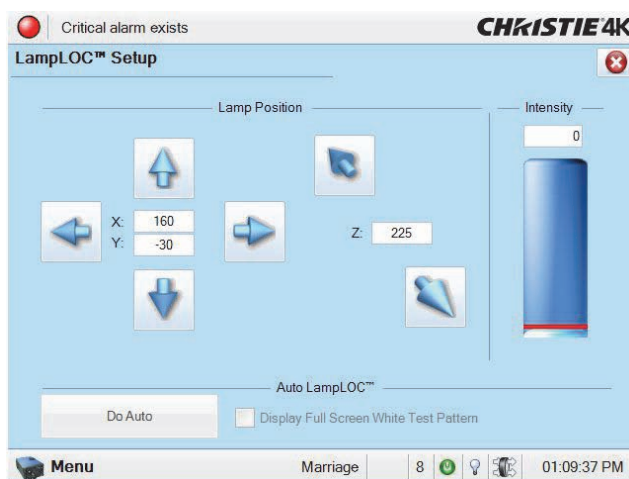 Critical alarm exists
CHRISTIE 4K
LampLOC™ Setup
Lamp Position
Intensity
0
X: 160
Y: -30
Z: 225
Auto LampLOC™
Do Auto
Display Full Screen White Test Pattern
Menu
Marriage
8
01:09:37 PM